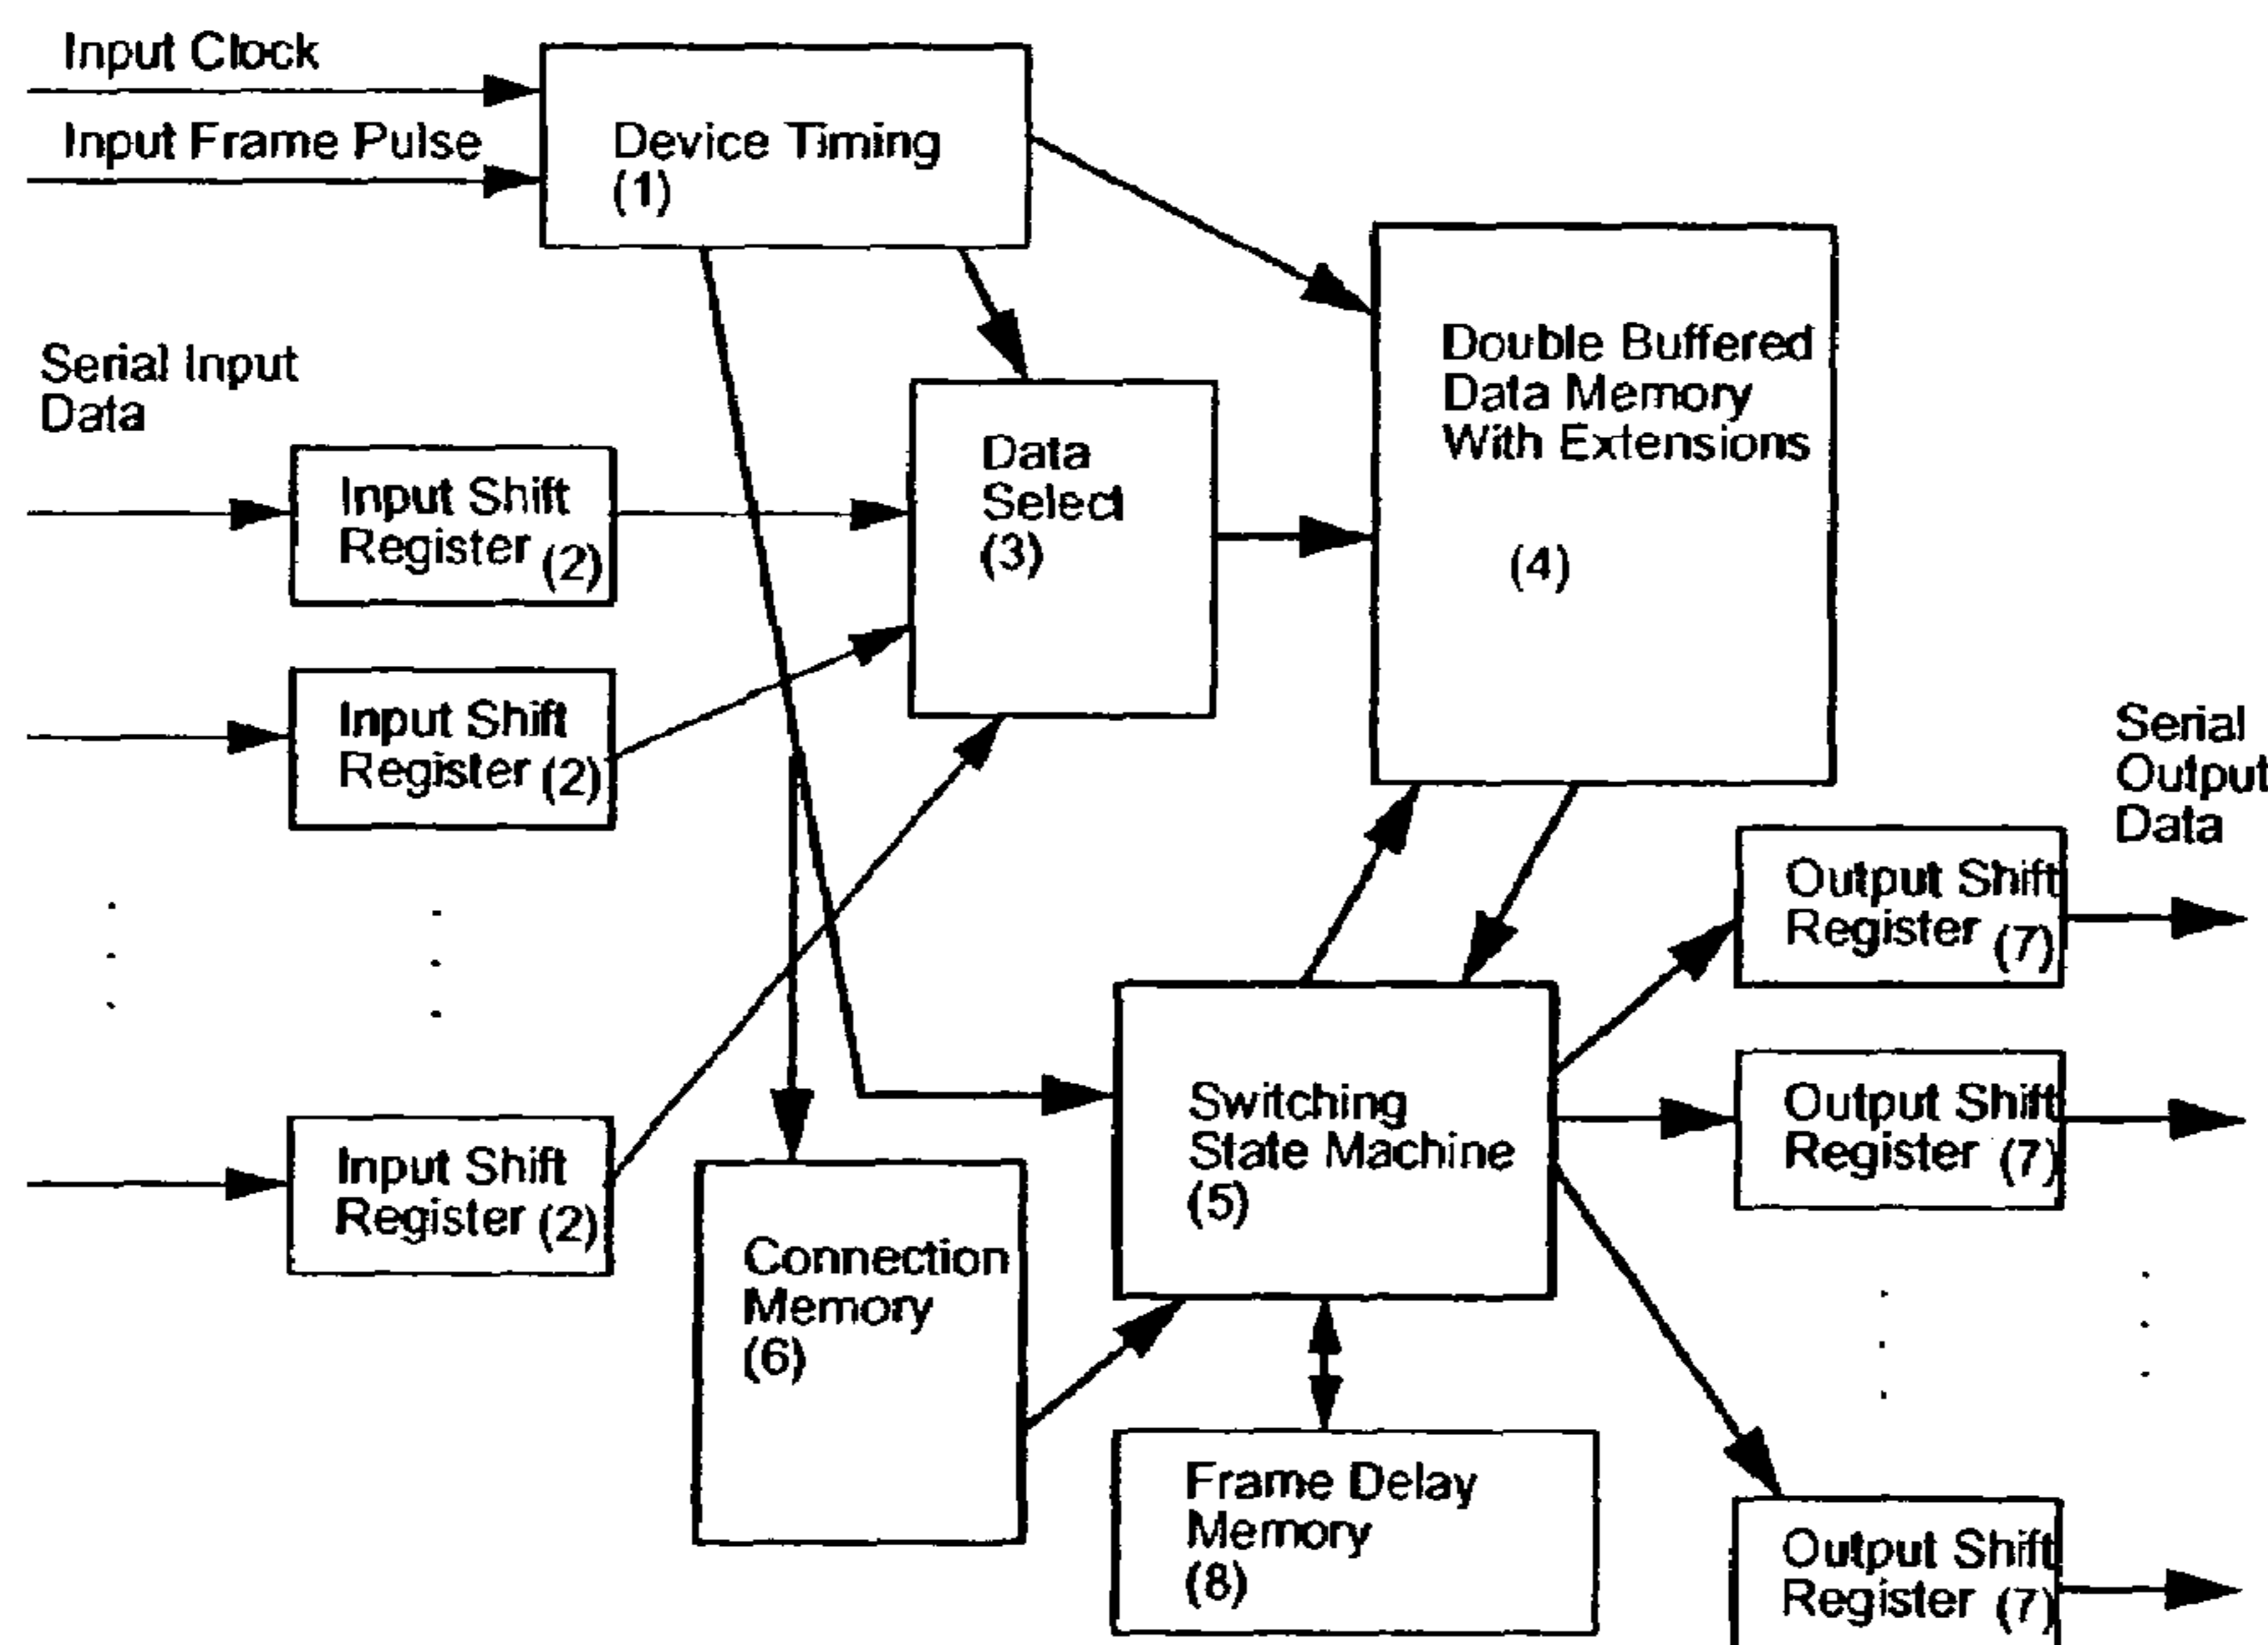 Input Clock
Input Frame Pulse
Device Timing
(1)
Serial Input
Data
Input Shift
Register (2)
Input Shift
Register (2)
Input Shift
Register (2)
Data
Select
(3)
Double Buffered
Data Memory
With Extensions
(4)
Switching
State Machine
(5)
Connection
Memory
(6)
Frame Delay
Memory
(8)
Serial
Output
Data
Output Shift
Register (7)
Output Shift
Register (7)
Output Shift
Register (7)